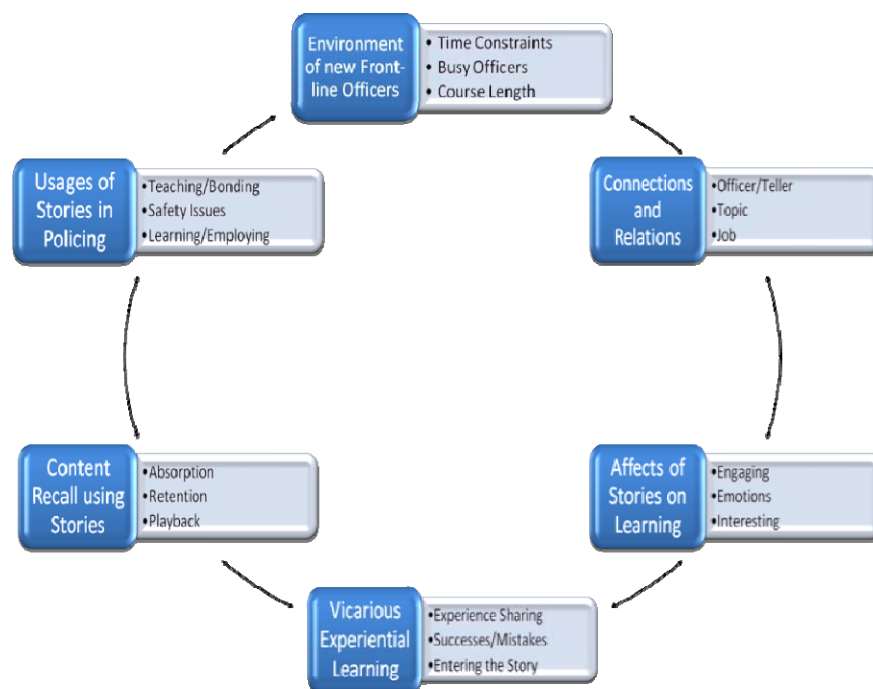 Environment
of new Front-
line Officers
• Time Constraints
• Busy Officers
• Course Length
Connections
and
Relations
•Officer/Teller
•Topic
•Job
Affects of
Stories on
Learning
•Engaging
•Emotions
•Interesting
Vicarious
Experiential
Learning
•Experience Sharing
•Successes/Mistakes
•Entering the Story
Content
Recall using
Stories
•Absorption
•Retention
•Playback
Usages of
Stories in
Policing
•Teaching/Bonding
•Safety Issues
•Learning/Employing